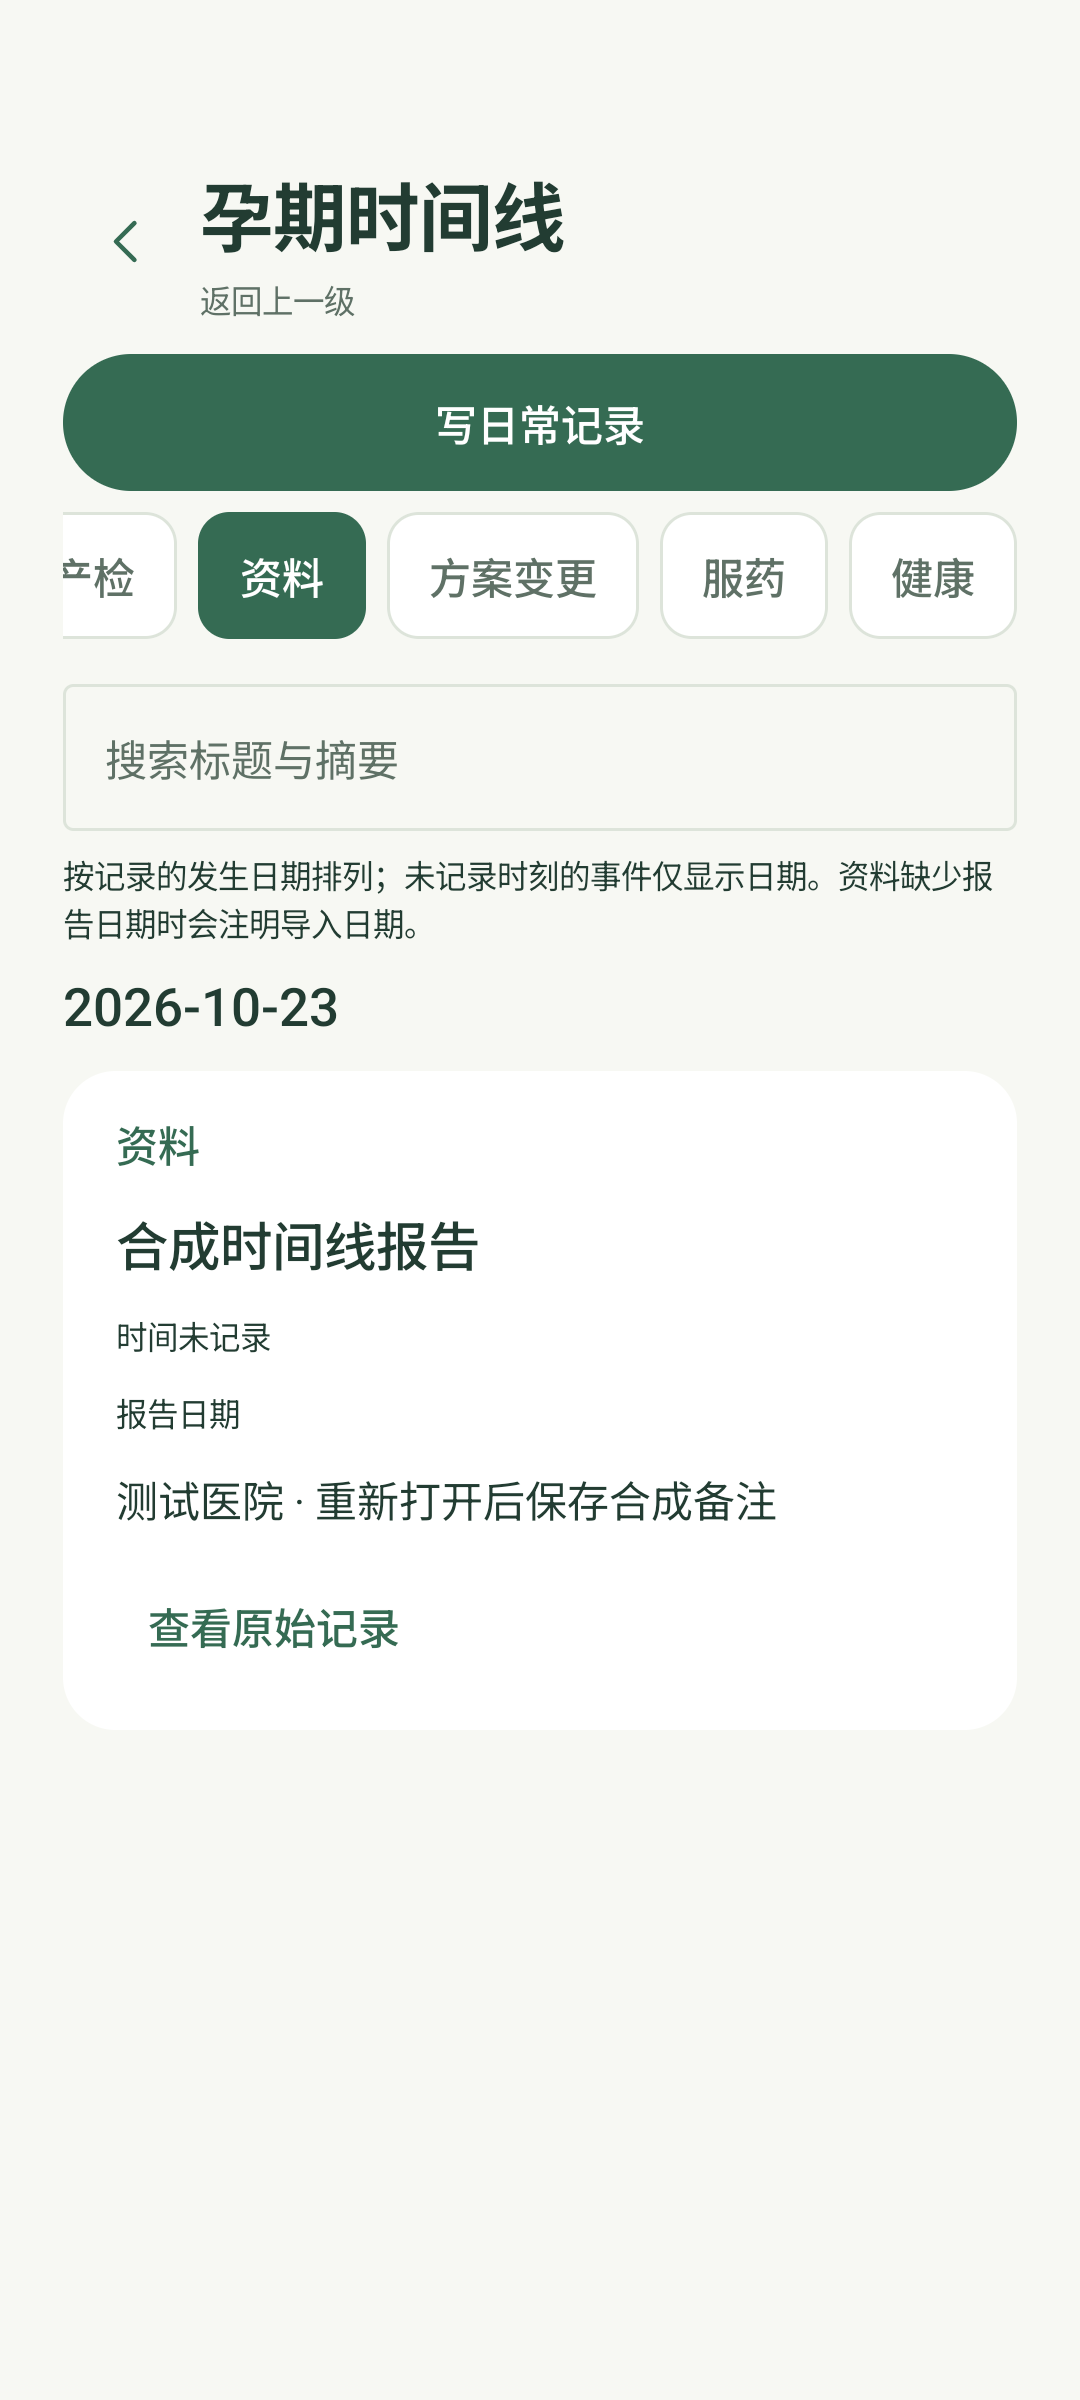 孕期时间线
返回上一级
写日常记录
产检
资料
方案变更
服药
健康
搜索标题与摘要
按记录的发生日期排列；未记录时刻的事件仅显示日期。资料缺少报
告日期时会注明导入日期。
2026-10-23
资料
合成时间线报告
时间未记录
报告日期
测试医院 · 重新打开后保存合成备注
查看原始记录